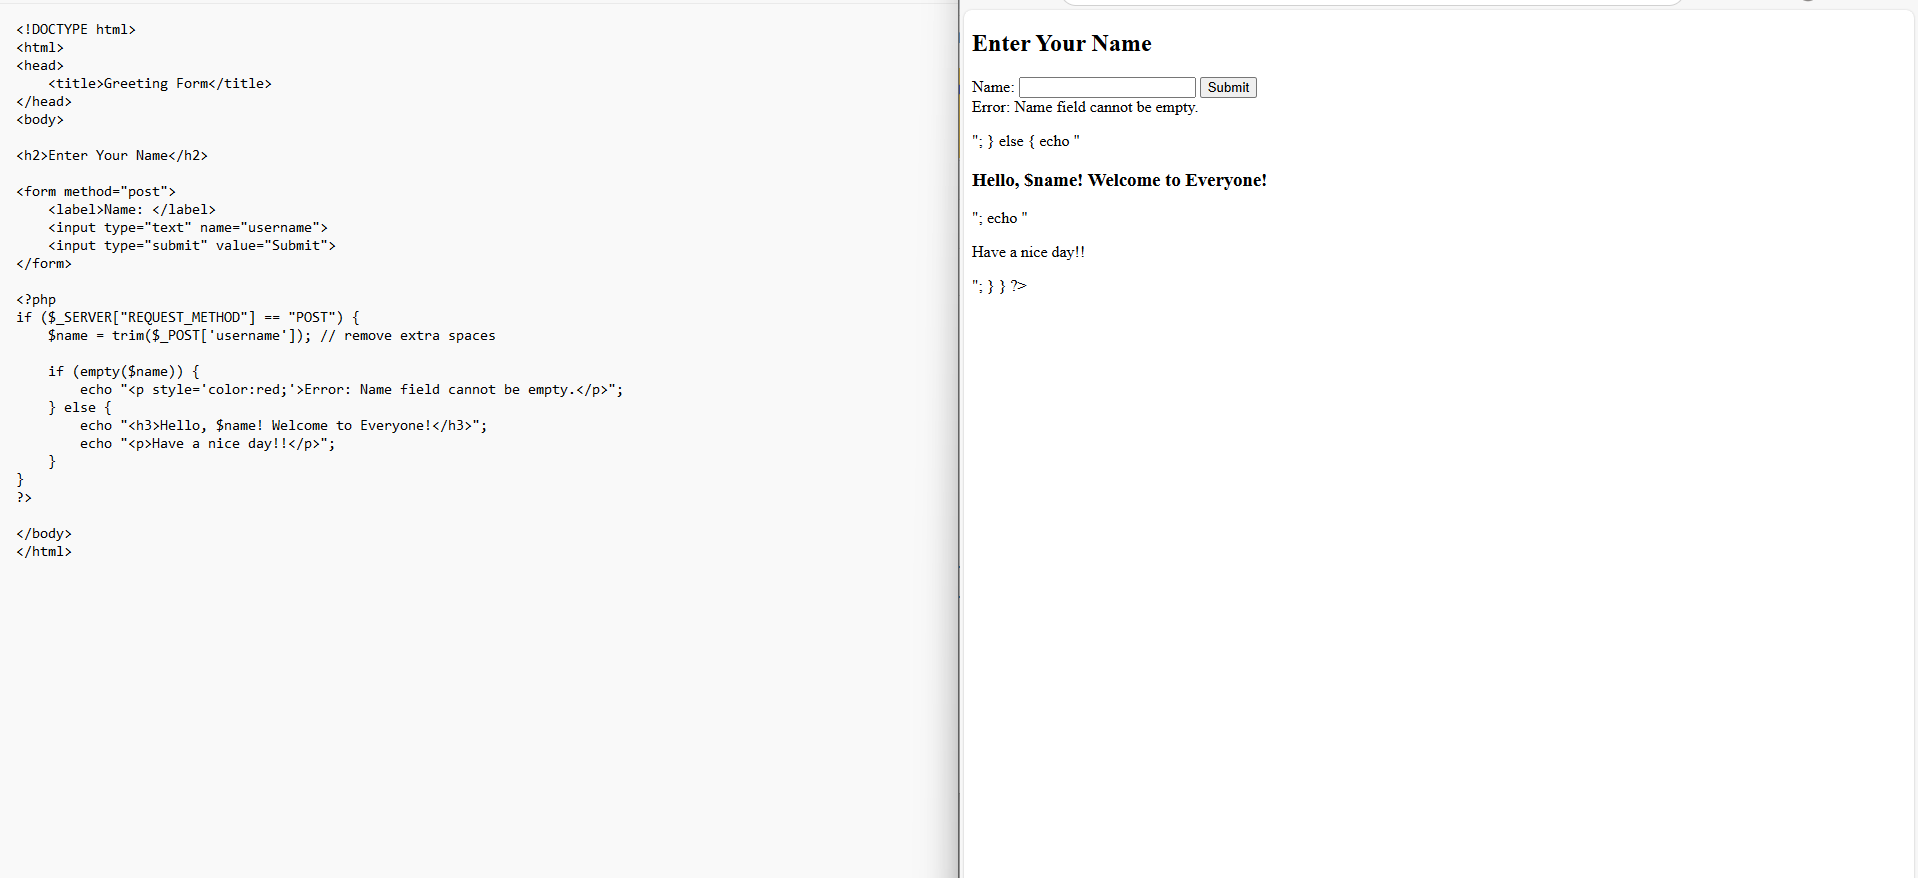 <!DOCTYPE html>
<html>
<head>
    <title>Greeting Form</title>
</head>
<body>

<h2>Enter Your Name</h2>

<form method="post">
    <label>Name: </label>
    <input type="text" name="username">
    <input type="submit" value="Submit">
</form>

<?php
if ($_SERVER["REQUEST_METHOD"] == "POST") {
    $name = trim($_POST['username']); // remove extra spaces

    if (empty($name)) {
        echo "<p style='color:red;'>Error: Name field cannot be empty.</p>";
    } else {
        echo "<h3>Hello, $name! Welcome to Everyone!</h3>";
        echo "<p>Have a nice day!!</p>";
    }
}
?>

</body>
</html>
Enter Your Name
Name: Submit
Error: Name field cannot be empty.
"; } else { echo "
Hello, $name! Welcome to Everyone!
"; echo "
Have a nice day!!
"; } } ?>